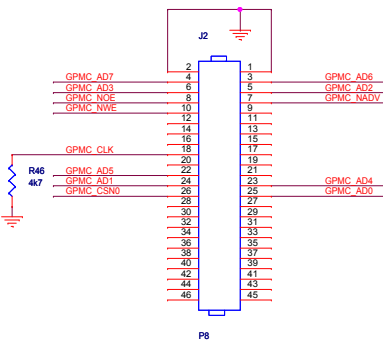 J2
2 1
GPMC_AD7 4 3 GPMC_AD6
GPMC_AD3 6 5 GPMC_AD2
GPMC_NOE 8 7 GPMC_NADV
GPMC_NWE 10 9
12 11
14 13
16 15
GPMC_CLK 18 17
20 19
R46 GPMC_AD5 22 21
4k7 GPMC_AD1 24 23 GPMC_AD4
GPMC_CSN0 26 25 GPMC_AD0
28 27
30 29
32 31
34 33
36 35
38 37
40 39
42 41
44 43
46 45
P8